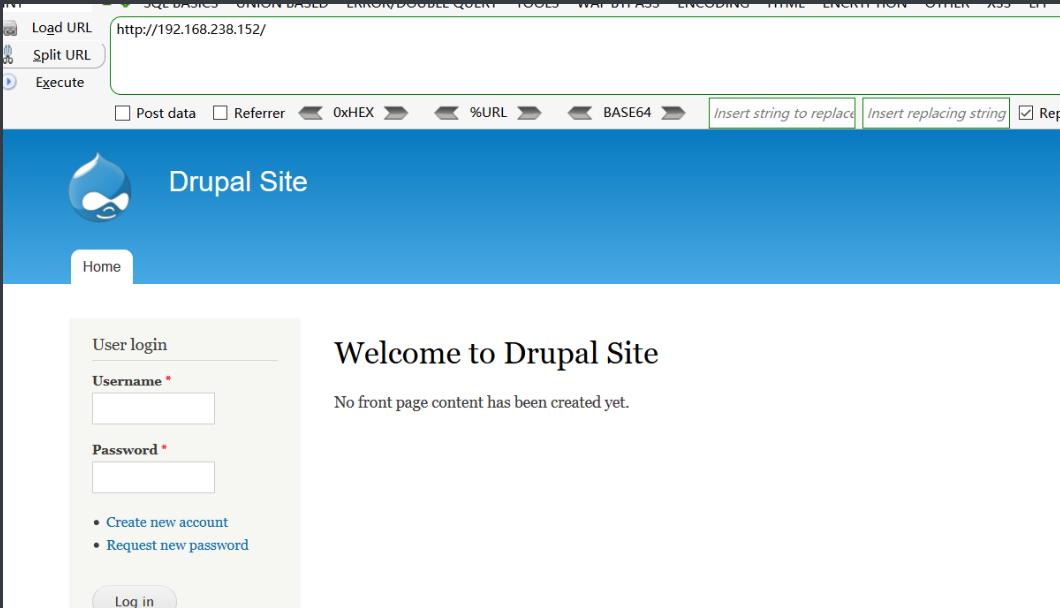 SQL BASICS UNION BASED ERROR/DOUBLE QUERY TOOLS WAF BYPASS ENCODING HTML ENCRYPTION OTHER XSS
Load URL
http://192.168.238.152/
Split URL
Execute
Post data Referrer 0xHEX %URL BASE64 Insert string to replace Insert replacing string Rep
Drupal Site
Home
User login
Welcome to Drupal Site
Username *
No front page content has been created yet.
Password *
Create new account
Request new password
Log in